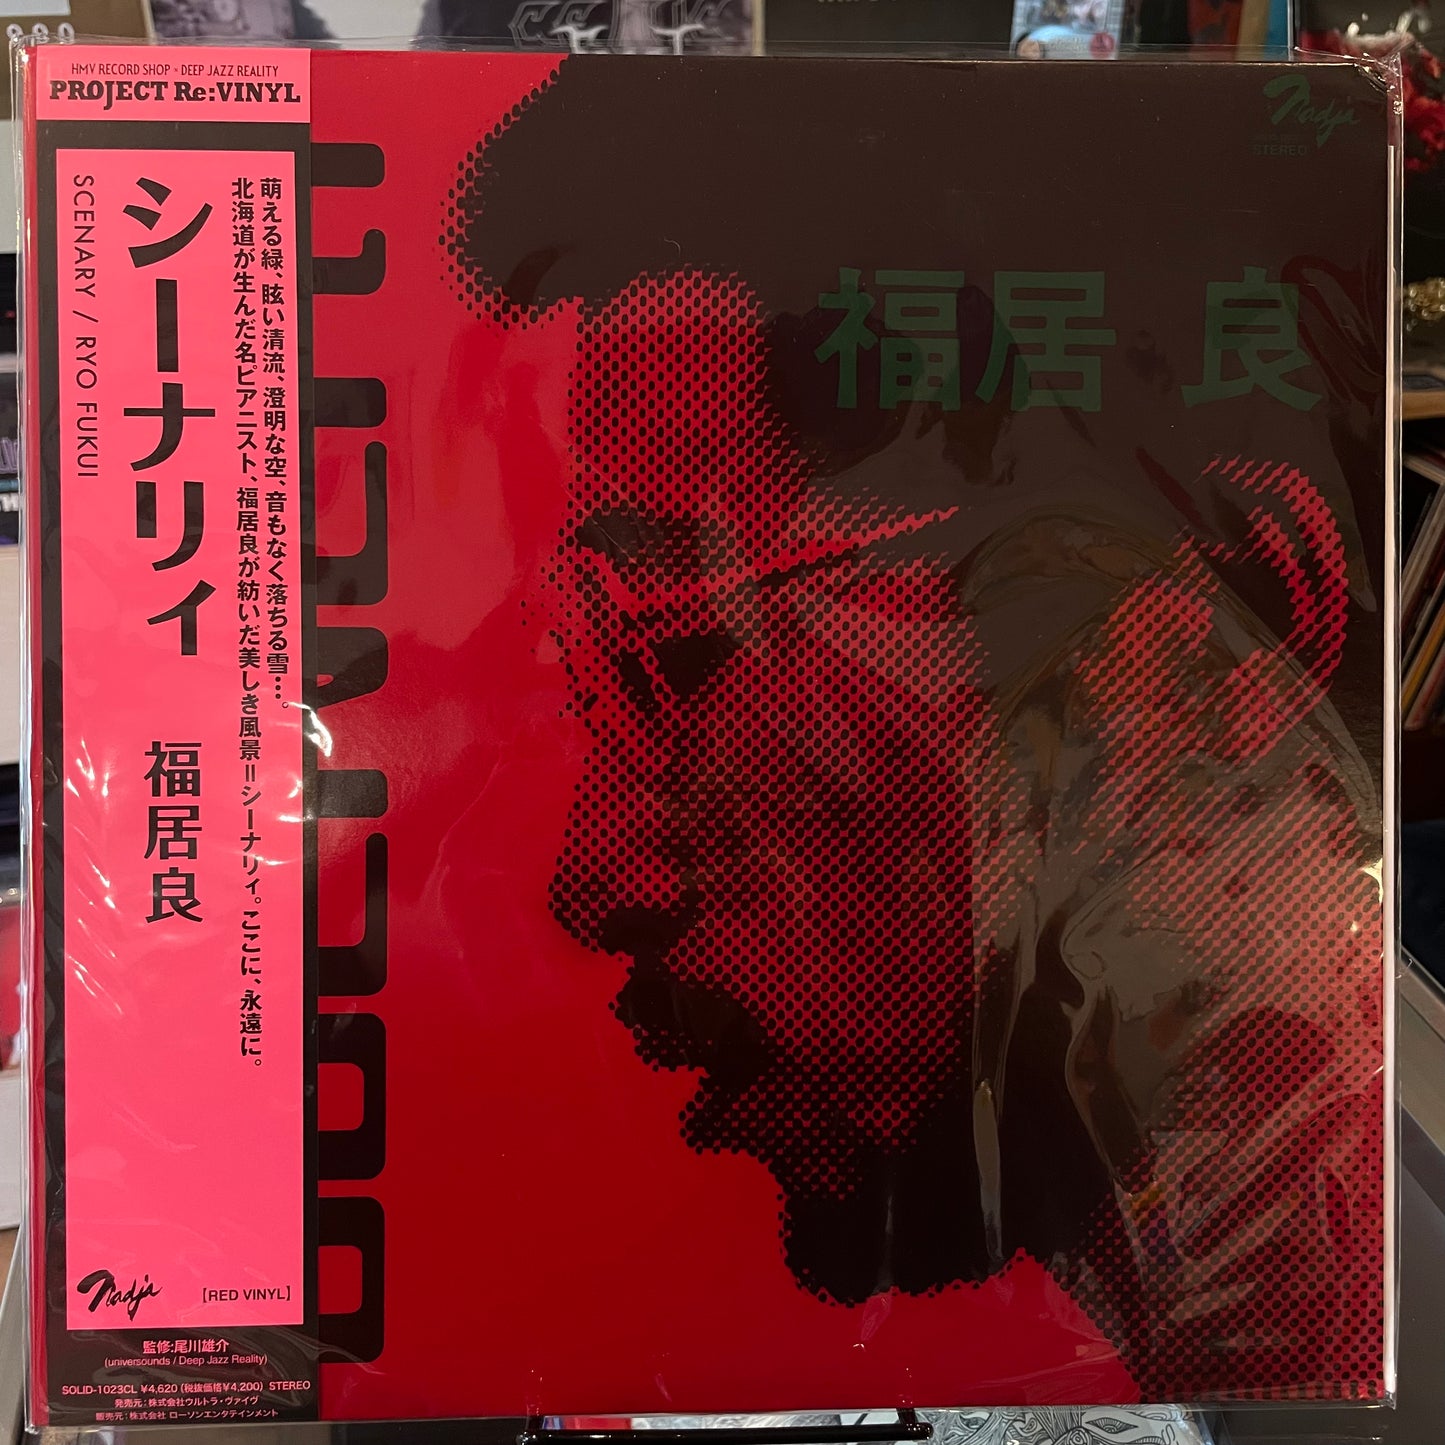 HMV RECORD SHOP × DEEP JAZZ REALITY
PROJECT Re:VINYL
萌える緑、眩い清流、澄明な空、音もなく落ちる雪…。
北海道が生んだ名ピアニスト、福居良が紡いだ美しき風景＝シーナリィ。ここに、永遠に。
シーナリィ 福居良
SCENARY / RYO FUKUI
Nadja
【RED VINYL】
監修:尾川雄介
(universounds / Deep Jazz Reality)
SOLID-1023CL ¥4,620 (税抜価格¥4,200) STEREO
発売元：株式会社ウルトラ・ヴァイヴ
販売元：株式会社 ローソンエンタテインメント
Nadja
STEREO
福居 良